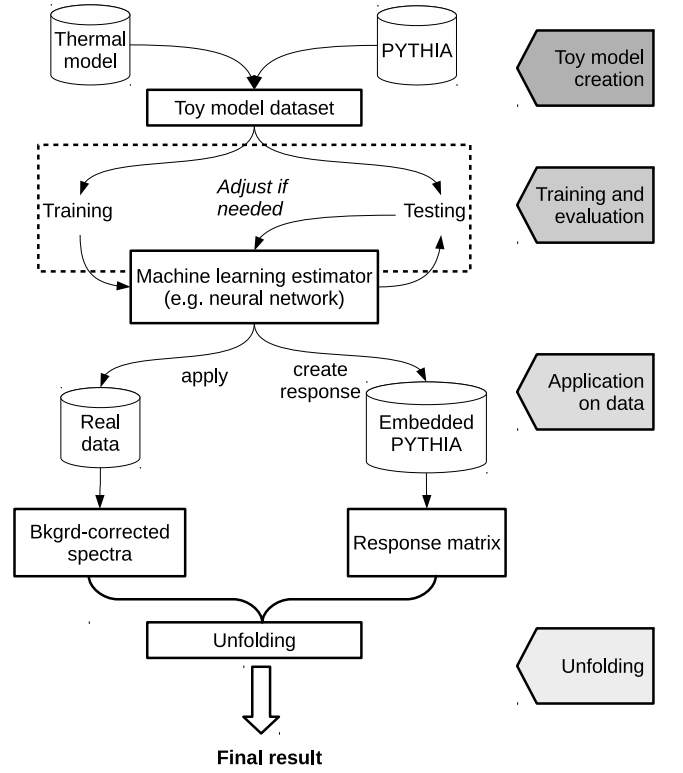 Thermal
model
PYTHIA
Toy model
creation
Toy model dataset
Training
Adjust if
needed
Testing
Training and
evaluation
Machine learning estimator
(e.g. neural network)
apply
create
response
Application
on data
Real
data
Embedded
PYTHIA
Bkgrd-corrected
spectra
Response matrix
Unfolding
Unfolding
Final result